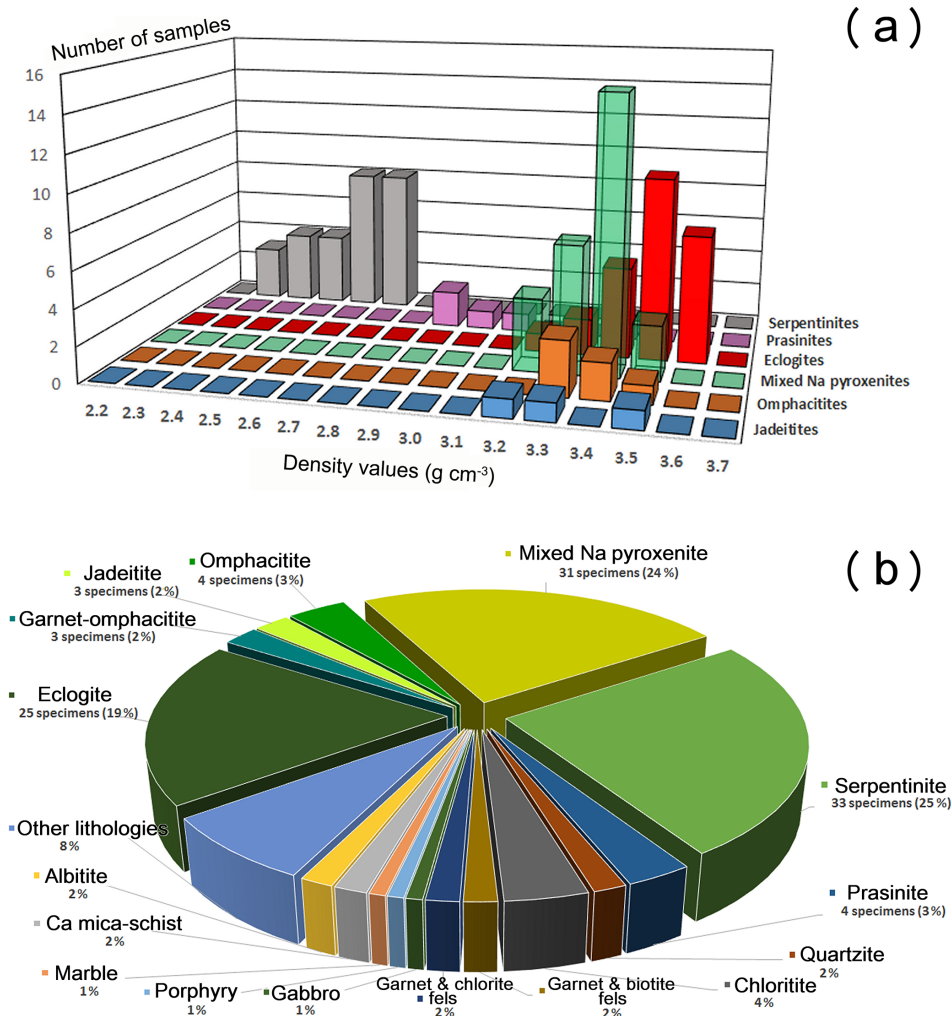 (a)
Number of samples
16
14
12
10
8
6
4
2
0
2.2 2.3 2.4 2.5 2.6 2.7 2.8 2.9 3.0 3.1 3.2 3.3 3.4 3.5 3.6 3.7
Density values (g cm-3)
Serpentinites
Prasinites
Eclogites
Mixed Na pyroxenites
Omphacitites
Jadeitites
(b)
Omphacitite
4 specimens (3%)
Mixed Na pyroxenite
31 specimens (24%)
Jadeitite
3 specimens (2%)
Garnet-omphacitite
3 specimens (2%)
Eclogite
25 specimens (19%)
Serpentinite
33 specimens (25%)
Other lithologies
8%
Albitite
2%
Prasinite
4 specimens (3%)
Ca mica-schist
2%
Quartzite
2%
Marble
1%
Porphyry
1%
Gabbro
1%
Garnet & chlorite
fels
2%
Garnet & biotite
fels
2%
Chloritite
4%